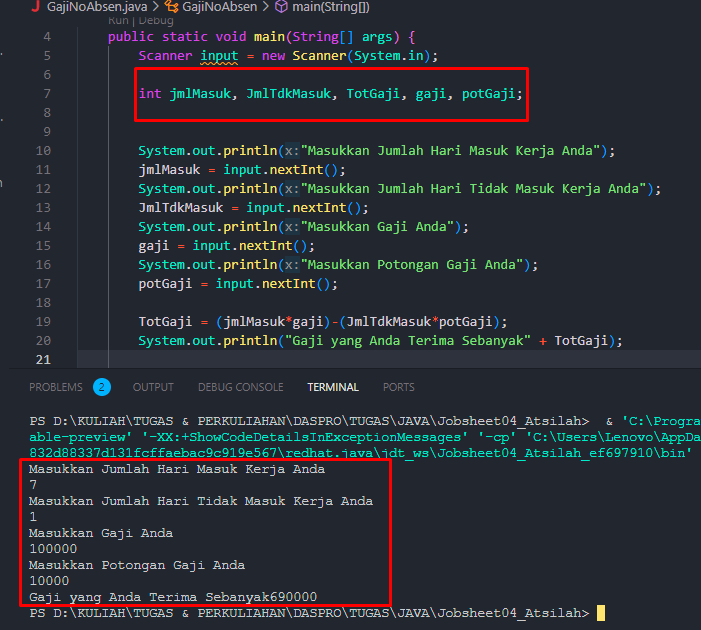 GajiNoAbsen.java > GajiNoAbsen > main(String[])
Run | Debug
4 public static void main(String[] args) {
5 Scanner input = new Scanner(System.in);
6
7 int jmlMasuk, JmlTdkMasuk, TotGaji, gaji, potGaji;
8
9
10 System.out.println(x:"Masukkan Jumlah Hari Masuk Kerja Anda");
11 jmlMasuk = input.nextInt();
12 System.out.println(x:"Masukkan Jumlah Hari Tidak Masuk Kerja Anda");
13 JmlTdkMasuk = input.nextInt();
14 System.out.println(x:"Masukkan Gaji Anda");
15 gaji = input.nextInt();
16 System.out.println(x:"Masukkan Potongan Gaji Anda");
17 potGaji = input.nextInt();
18
19 TotGaji = (jmlMasuk*gaji)-(JmlTdkMasuk*potGaji);
20 System.out.println("Gaji yang Anda Terima Sebanyak" + TotGaji);
21
PROBLEMS 2 OUTPUT DEBUG CONSOLE TERMINAL PORTS
PS D:\KULIAH\TUGAS & PERKULIAHAN\DASPRO\TUGAS\JAVA\Jobsheet04_Atsilah> & 'C:\Progra
able-preview' '-XX:+ShowCodeDetailsInExceptionMessages' '-cp' 'C:\Users\Lenovo\AppDa
832d88337d131fcffaebac9c919e567\redhat.java\jdt_ws\Jobsheet04_Atsilah_ef697910\bin'
Masukkan Jumlah Hari Masuk Kerja Anda
7
Masukkan Jumlah Hari Tidak Masuk Kerja Anda
1
Masukkan Gaji Anda
100000
Masukkan Potongan Gaji Anda
10000
Gaji yang Anda Terima Sebanyak690000
PS D:\KULIAH\TUGAS & PERKULIAHAN\DASPRO\TUGAS\JAVA\Jobsheet04_Atsilah>